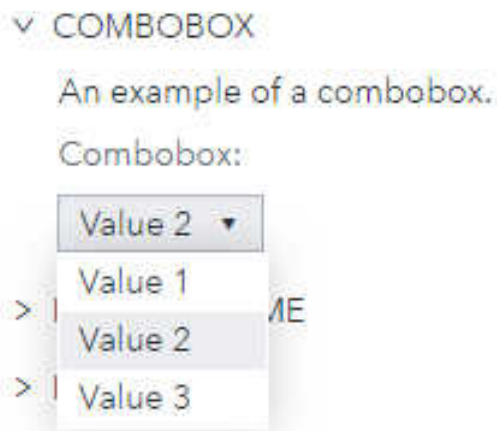 COMBOBOX
An example of a combobox.
Combobox:
Value 2
Value 1
Value 2
Value 3